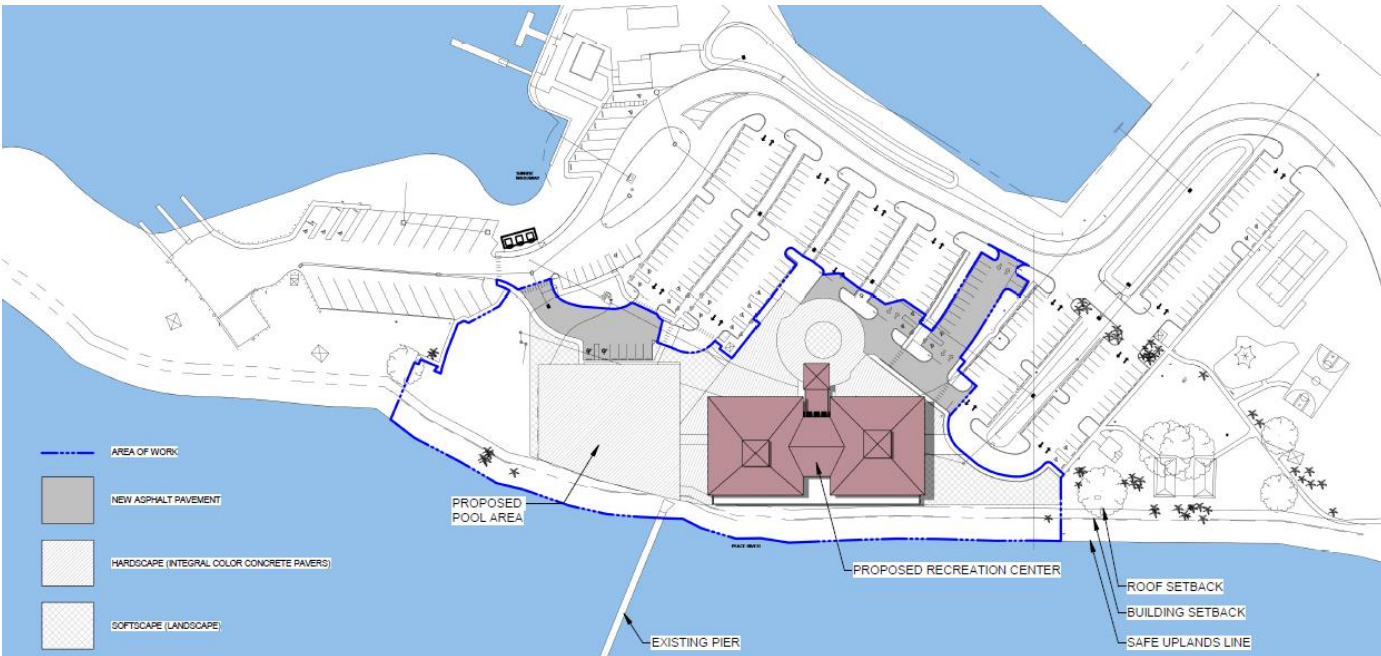 AREA OF WORK
NEW ASPHALT PAVEMENT
HARDSCAPE (INTEGRAL COLOR CONCRETE PAVERS)
SOFTSCAPE (LANDSCAPE)
PROPOSED
POOL AREA
EXISTING PIER
PROPOSED RECREATION CENTER
ROOF SETBACK
BUILDING SETBACK
SAFE UPLANDS LINE